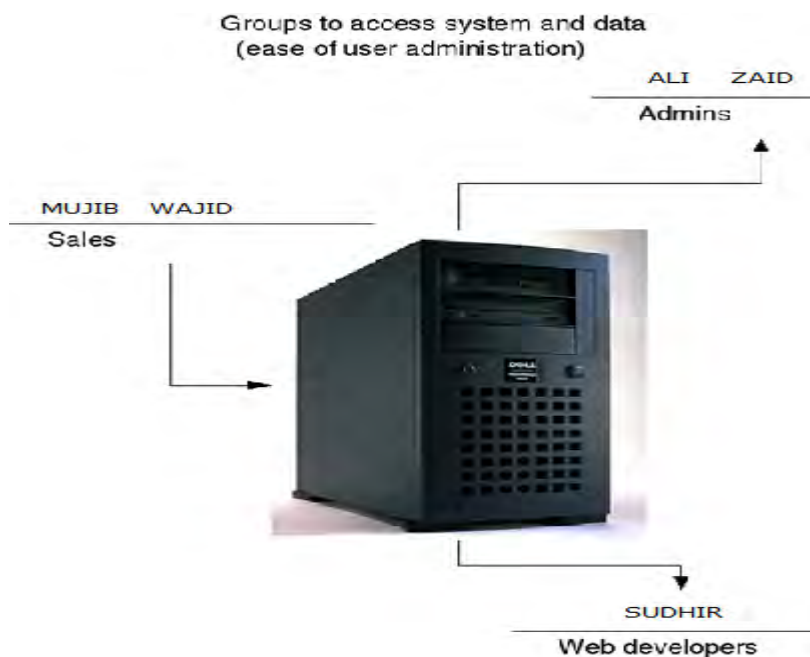 Groups to access system and data
(ease of user administration)
ALI ZAID
Admins
MUJIB WAJID
Sales
DELL
SUDHIR
Web developers